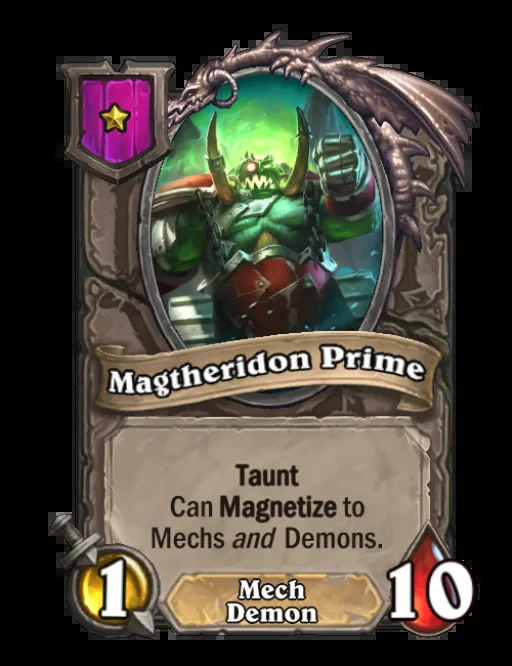 Magtheridon Prime
Taunt
Can Magnetize to
Mechs and Demons.
1
Mech
Demon
10